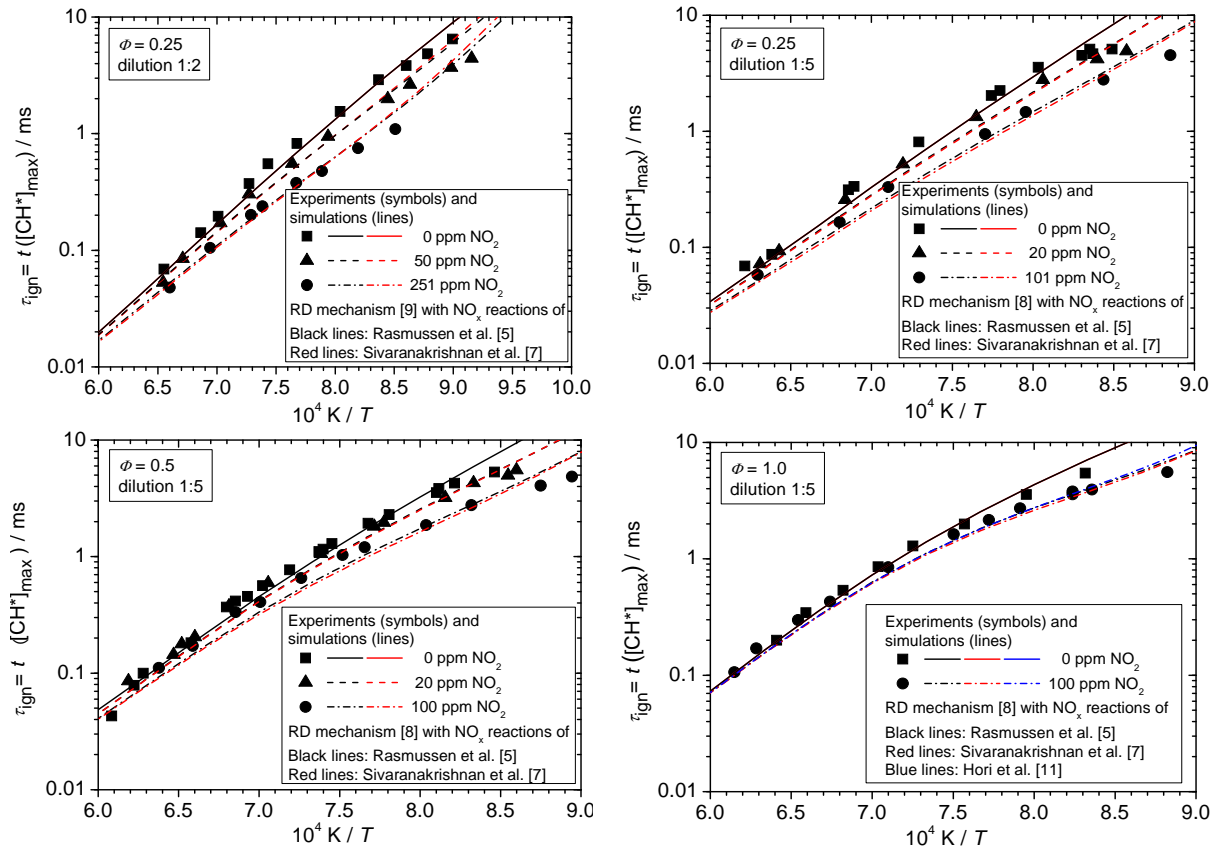 Φ = 0.25
dilution 1:2
τign = t ([CH*]max) / ms
10
1
0.1
0.01
Experiments (symbols) and
simulations (lines)
0 ppm NO2
50 ppm NO2
251 ppm NO2
RD mechanism [9] with NOx reactions of
Black lines: Rasmussen et al. [5]
Red lines: Sivaranakrishnan et al. [7]
6.0 6.5 7.0 7.5 8.0 8.5 9.0 9.5 10.0
10^4 K / T
Φ = 0.25
dilution 1:5
τign = t ([CH*]max) / ms
10
1
0.1
0.01
Experiments (symbols) and
simulations (lines)
0 ppm NO2
20 ppm NO2
101 ppm NO2
RD mechanism [8] with NOx reactions of
Black lines: Rasmussen et al. [5]
Red lines: Sivaranakrishnan et al. [7]
6.0 6.5 7.0 7.5 8.0 8.5 9.0
10^4 K / T
Φ = 0.5
dilution 1:5
τign = t ([CH*]max) / ms
10
1
0.1
0.01
Experiments (symbols) and
simulations (lines)
0 ppm NO2
20 ppm NO2
100 ppm NO2
RD mechanism [8] with NOx reactions of
Black lines: Rasmussen et al. [5]
Red lines: Sivaranakrishnan et al. [7]
6.0 6.5 7.0 7.5 8.0 8.5 9.0
10^4 K / T
Φ = 1.0
dilution 1:5
τign = t ([CH*]max) / ms
10
1
0.1
0.01
Experiments (symbols) and
simulations (lines)
0 ppm NO2
100 ppm NO2
RD mechanism [8] with NOx reactions of
Black lines: Rasmussen et al. [5]
Red lines: Sivaranakrishnan et al. [7]
Blue lines: Hori et al. [11]
6.0 6.5 7.0 7.5 8.0 8.5 9.0
10^4 K / T